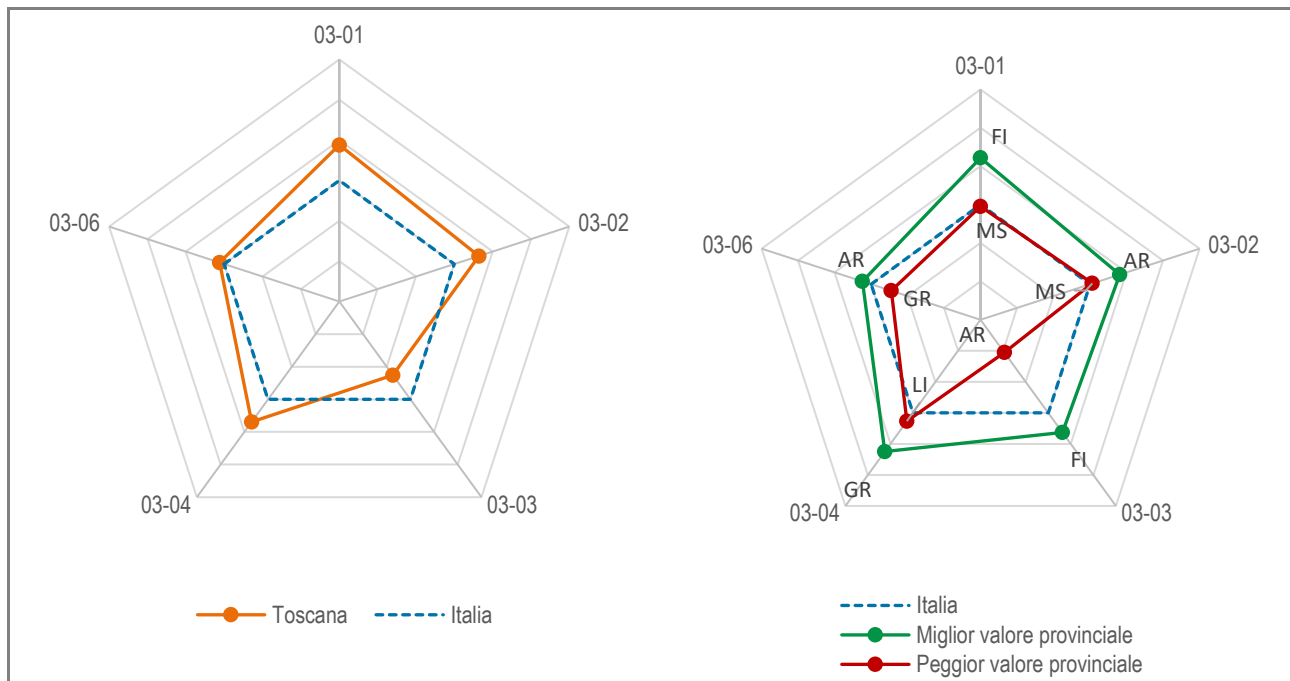 03-01
03-02
03-03
03-04
03-06
Toscana
Italia
03-01
FI
03-02
AR
MS
MS
03-06
AR
GR
AR
LI
FI
GR
03-04
03-03
Italia
Miglior valore provinciale
Peggior valore provinciale